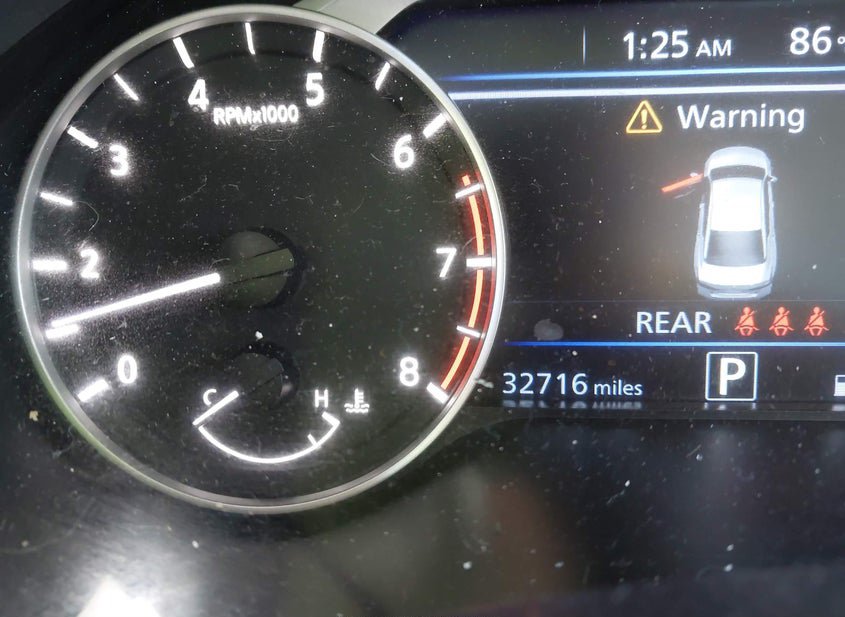 1:25 AM 86°
Warning
4 RPMx1000 5
3 6
2 7
0 8
C H
REAR
32716 miles P